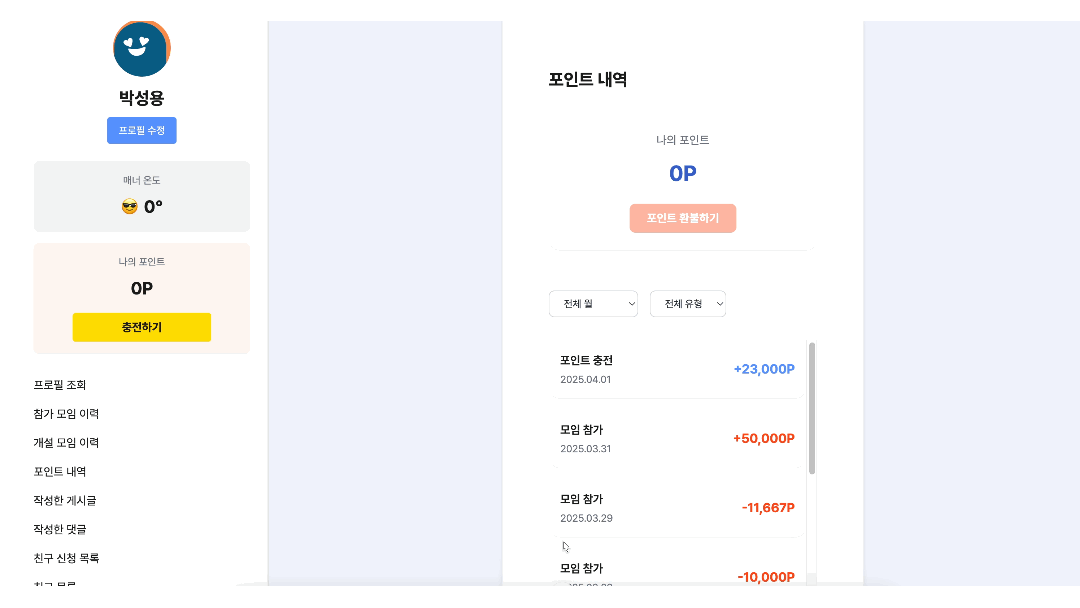 박성용
프로필 수정
매너 온도
😎 0°
나의 포인트
0P
충전하기
프로필 조회
참가 모임 이력
개설 모임 이력
포인트 내역
작성한 게시글
작성한 댓글
친구 신청 목록
친구 목록
포인트 내역
나의 포인트
0P
포인트 환불하기
전체 월
전체 유형
포인트 충전
+23,000P
2025.04.01
모임 참가
+50,000P
2025.03.31
모임 참가
-11,667P
2025.03.29
모임 참가
-10,000P